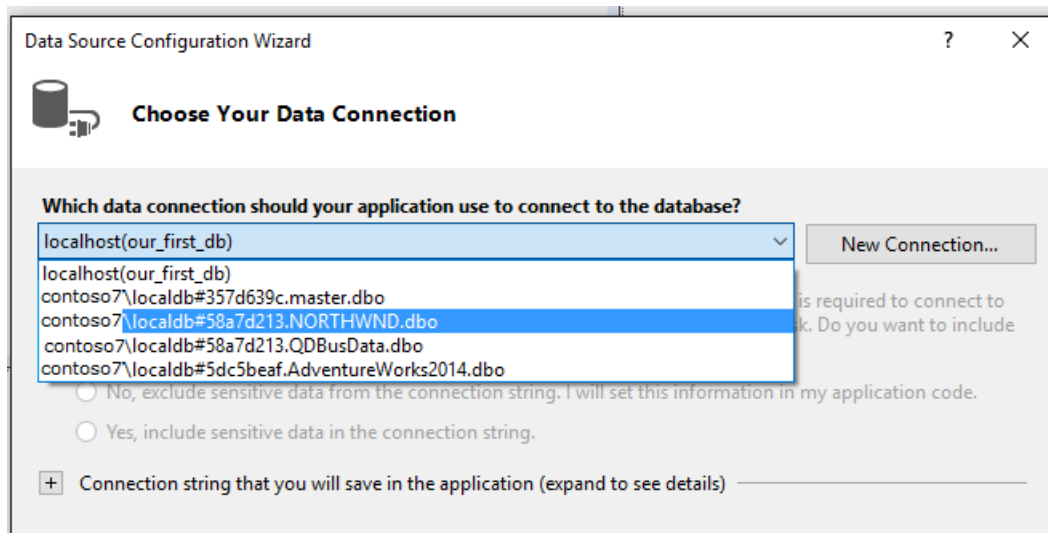 Data Source Configuration Wizard ? ×
Choose Your Data Connection
Which data connection should your application use to connect to the database?
localhost(our_first_db) New Connection...
localhost(our_first_db)
contoso7\localdb#357d639c.master.dbo
is required to connect to
contoso7\localdb#58a7d213.NORTHWND.dbo
k. Do you want to include
contoso7\localdb#58a7d213.QDBusData.dbo
contoso7\localdb#5dc5beaf.AdventureWorks2014.dbo
No, exclude sensitive data from the connection string. I will set this information in my application code.
Yes, include sensitive data in the connection string.
+ Connection string that you will save in the application (expand to see details)